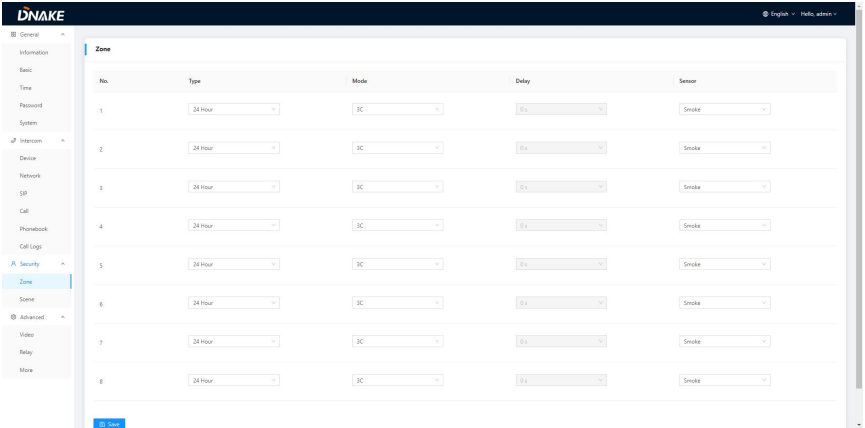 DNAKE
English Hello, admin
General
Information
Basic
Time
Password
System
Intercom
Device
Network
SIP
Call
Phonebook
Call Logs
Security
Zone
Scene
Advanced
Video
Relay
More
Zone
No. Type Mode Delay Sensor
1 24 Hour 3C 0 s Smoke
2 24 Hour 3C 0 s Smoke
3 24 Hour 3C 0 s Smoke
4 24 Hour 3C 0 s Smoke
5 24 Hour 3C 0 s Smoke
6 24 Hour 3C 0 s Smoke
7 24 Hour 3C 0 s Smoke
8 24 Hour 3C 0 s Smoke
Save